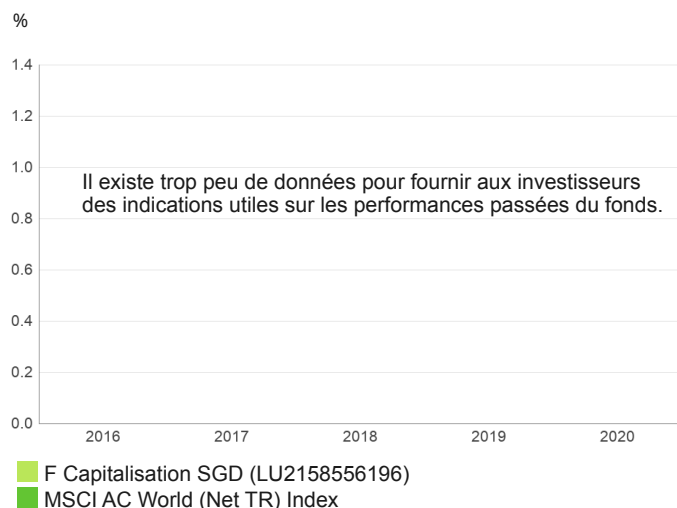 %
1.4
1.2
1.0
Il existe trop peu de données pour fournir aux investisseurs
des indications utiles sur les performances passées du fonds.
0.8
0.6
0.4
0.2
0.0
2016 2017 2018 2019 2020
F Capitalisation SGD (LU2158556196)
MSCI AC World (Net TR) Index